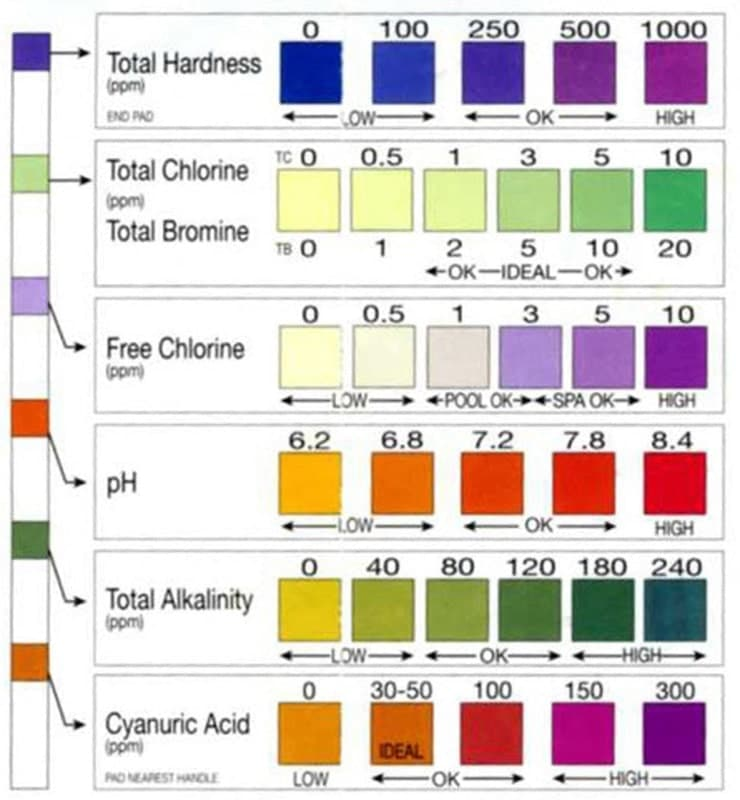 0 100 250 500 1000
Total Hardness
(ppm)
END PAD
LOW OK HIGH
TC 0 0.5 1 3 5 10
Total Chlorine
(ppm)
Total Bromine
TB 0 1 2 5 10 20
OK IDEAL OK
0 0.5 1 3 5 10
Free Chlorine
(ppm)
LOW POOL OK SPA OK HIGH
6.2 6.8 7.2 7.8 8.4
pH
LOW OK HIGH
0 40 80 120 180 240
Total Alkalinity
(ppm)
LOW OK HIGH
0 30-50 100 150 300
Cyanuric Acid
(ppm)
IDEAL
PAD NEAREST HANDLE
LOW OK HIGH